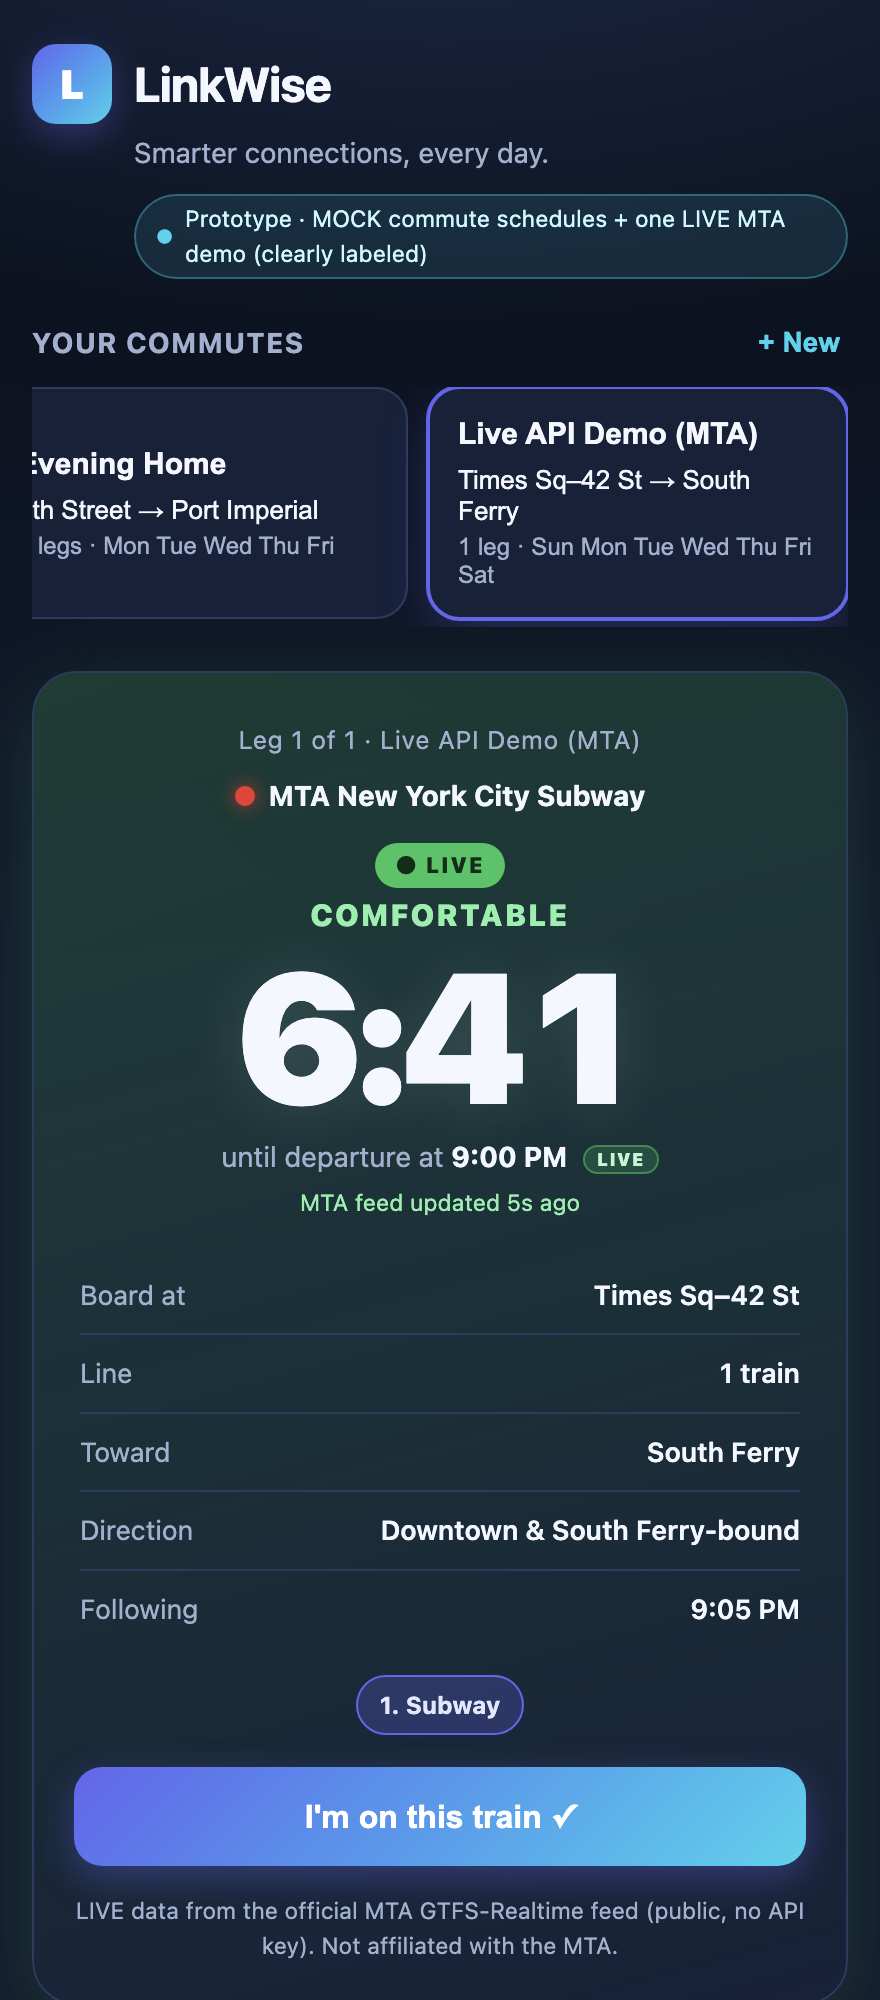 L
LinkWise
Smarter connections, every day.
Prototype · MOCK commute schedules + one LIVE MTA
demo (clearly labeled)
YOUR COMMUTES
+ New
Evening Home
th Street → Port Imperial
legs · Mon Tue Wed Thu Fri
Live API Demo (MTA)
Times Sq–42 St → South
Ferry
1 leg · Sun Mon Tue Wed Thu Fri
Sat
Leg 1 of 1 · Live API Demo (MTA)
MTA New York City Subway
LIVE
COMFORTABLE
6:41
until departure at 9:00 PM LIVE
MTA feed updated 5s ago
Board at Times Sq–42 St
Line 1 train
Toward South Ferry
Direction Downtown & South Ferry-bound
Following 9:05 PM
1. Subway
I'm on this train ✓
LIVE data from the official MTA GTFS-Realtime feed (public, no API
key). Not affiliated with the MTA.